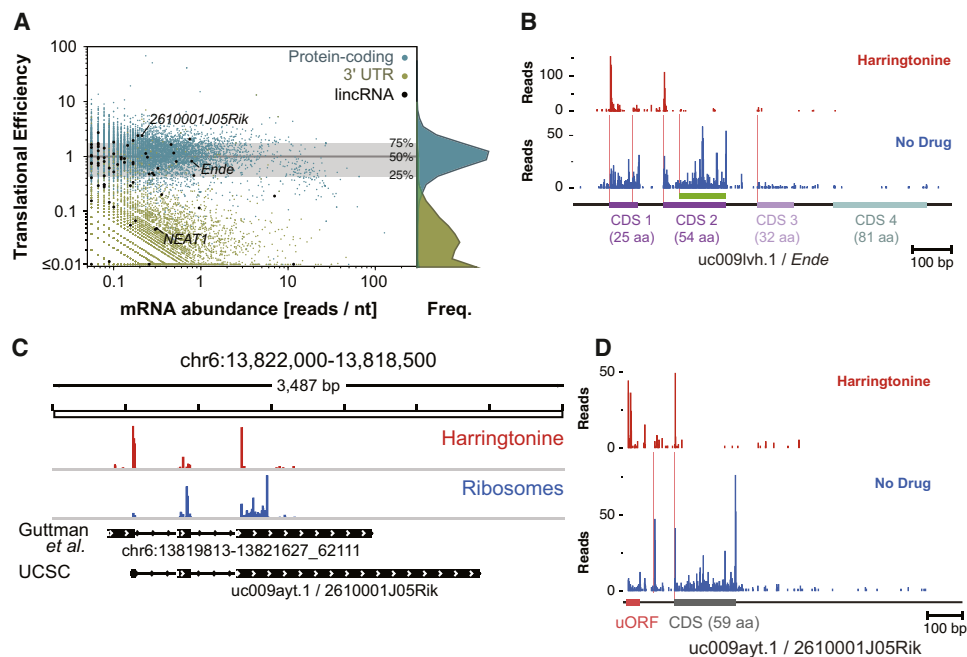 A
Translational Efficiency
100
10
1
0.1
≤0.01
Protein-coding
3' UTR
lincRNA
2610001J05Rik
Ende
NEAT1
75%
50%
25%
0.1
1
10
100
mRNA abundance [reads / nt]
Freq.
B
Reads
100
0
Harringtonine
Reads
50
0
No Drug
CDS 1
(25 aa)
CDS 2
(54 aa)
CDS 3
(32 aa)
CDS 4
(81 aa)
uc009lvh.1 / Ende
100 bp
C
chr6:13,822,000-13,818,500
3,487 bp
Harringtonine
Ribosomes
Guttman
et al.
chr6:13819813-13821627_62111
UCSC
uc009ayt.1 / 2610001J05Rik
D
Reads
50
0
Harringtonine
Reads
50
0
No Drug
uORF
CDS (59 aa)
100 bp
uc009ayt.1 / 2610001J05Rik